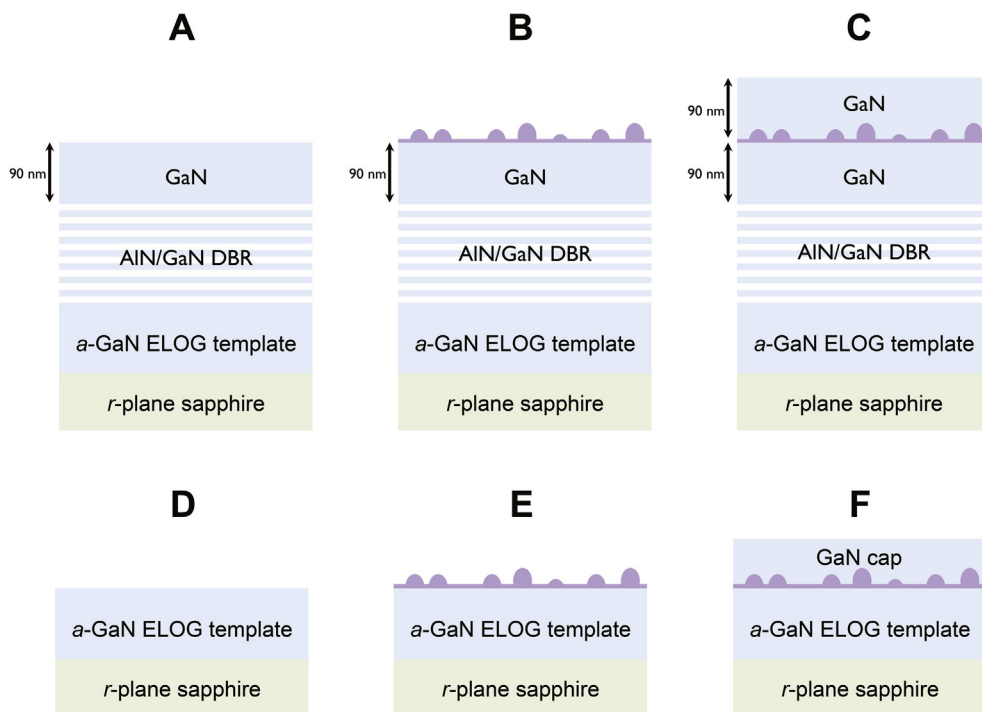 A
B
C
90 nm
GaN
AlN/GaN DBR
a-GaN ELOG template
r-plane sapphire
90 nm
GaN
AlN/GaN DBR
a-GaN ELOG template
r-plane sapphire
90 nm
GaN
90 nm
GaN
AlN/GaN DBR
a-GaN ELOG template
r-plane sapphire
D
E
F
a-GaN ELOG template
r-plane sapphire
a-GaN ELOG template
r-plane sapphire
GaN cap
a-GaN ELOG template
r-plane sapphire